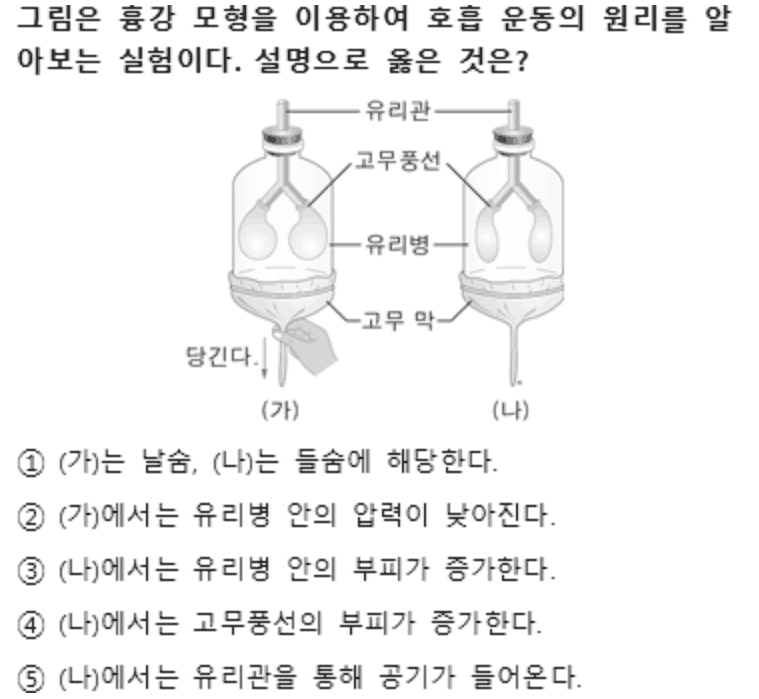 그림은 흉강 모형을 이용하여 호흡 운동의 원리를 알
아보는 실험이다. 설명으로 옳은 것은?
유리관
고무풍선
유리병
고무 막
당긴다.
(가)
(나)
① (가)는 날숨, (나)는 들숨에 해당한다.
② (가)에서는 유리병 안의 압력이 낮아진다.
③ (나)에서는 유리병 안의 부피가 증가한다.
④ (나)에서는 고무풍선의 부피가 증가한다.
⑤ (나)에서는 유리관을 통해 공기가 들어온다.